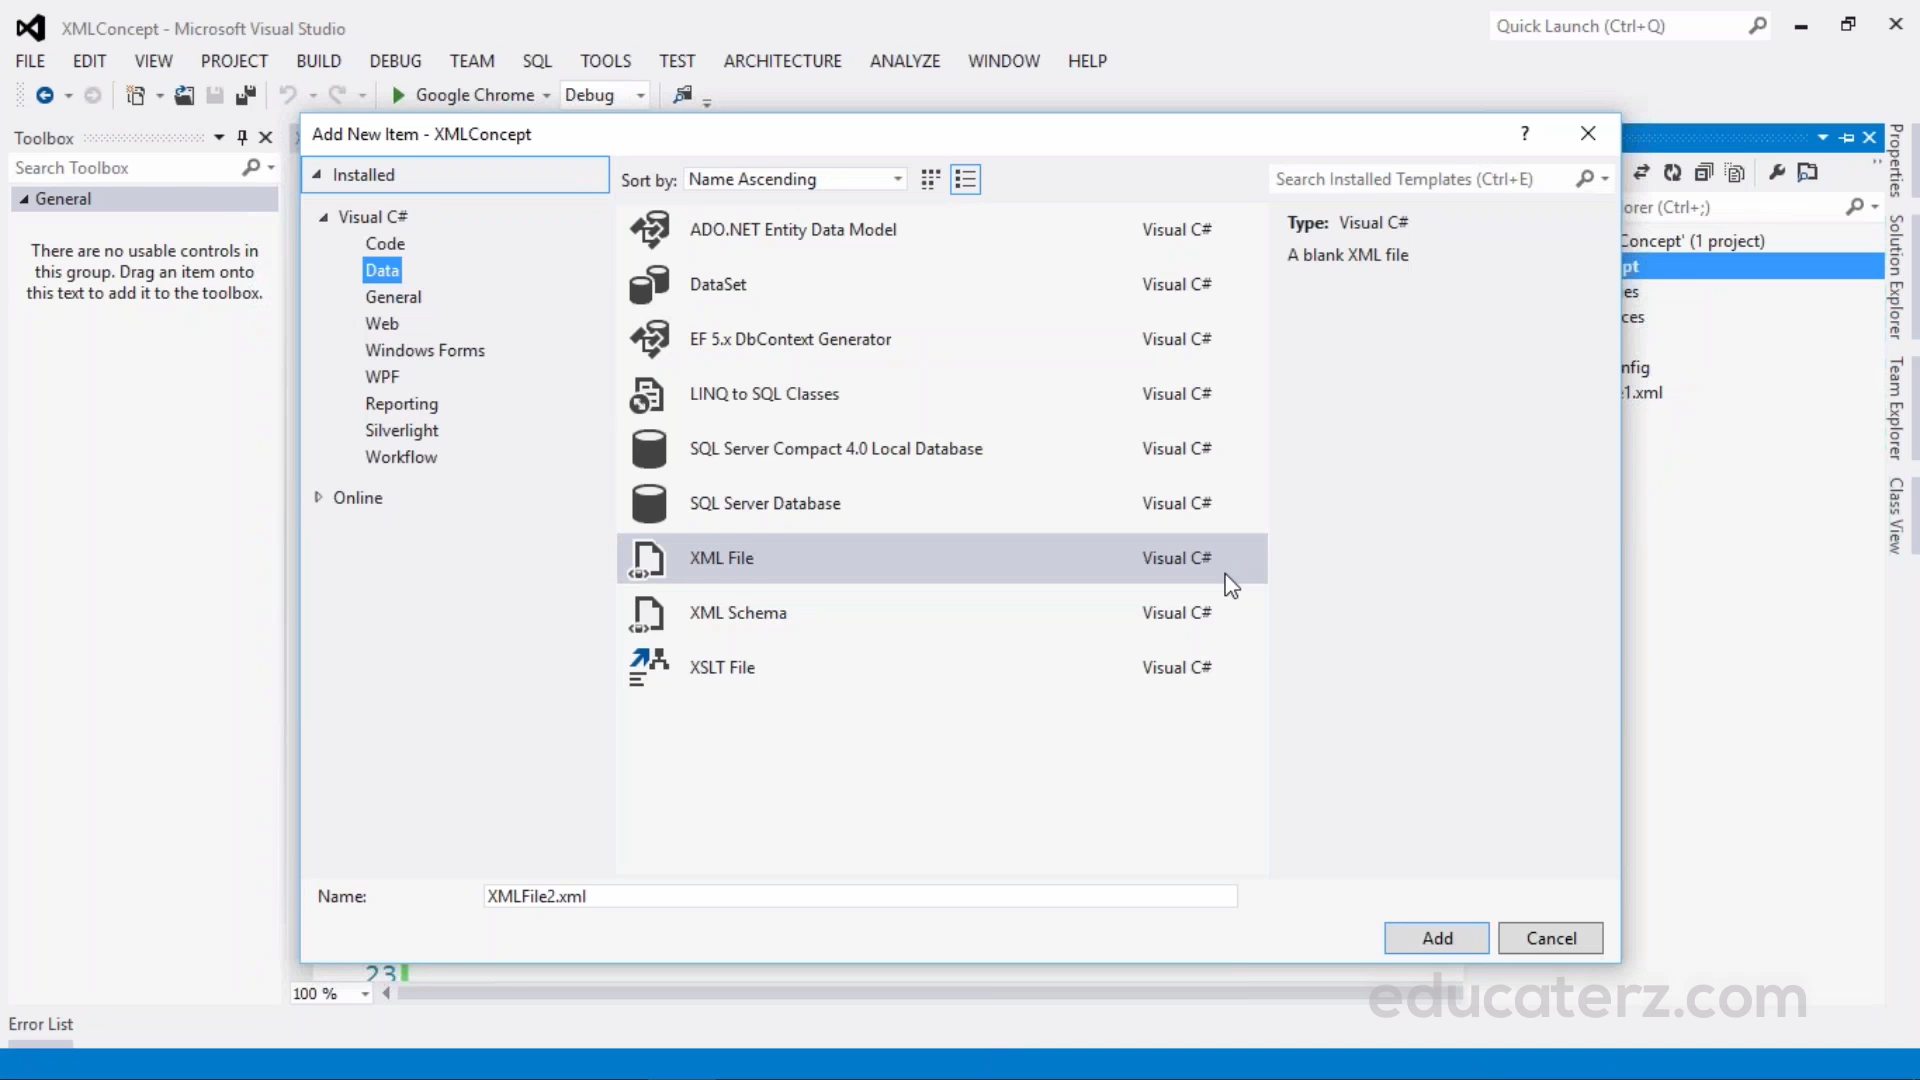 XMLConcept - Microsoft Visual Studio
Quick Launch (Ctrl+Q)
FILE EDIT VIEW PROJECT BUILD DEBUG TEAM SQL TOOLS TEST ARCHITECTURE ANALYZE WINDOW HELP
Google Chrome Debug
Toolbox
Search Toolbox
General
There are no usable controls in
this group. Drag an item onto
this text to add it to the toolbox.
Add New Item - XMLConcept
?
Installed
Visual C#
Code
Data
General
Web
Windows Forms
WPF
Reporting
Silverlight
Workflow
Online
Sort by: Name Ascending
Search Installed Templates (Ctrl+E)
ADO.NET Entity Data Model Visual C#
DataSet Visual C#
EF 5.x DbContext Generator Visual C#
LINQ to SQL Classes Visual C#
SQL Server Compact 4.0 Local Database Visual C#
SQL Server Database Visual C#
XML File Visual C#
XML Schema Visual C#
XSLT File Visual C#
Type: Visual C#
A blank XML file
Name: XMLFile2.xml
Add Cancel
orer (Ctrl+;)
Concept' (1 project)
pt
es
ces
nfig
1.xml
Properties
Solution Explorer
Team Explorer
Class View
23
100 %
educaterz.com
Error List